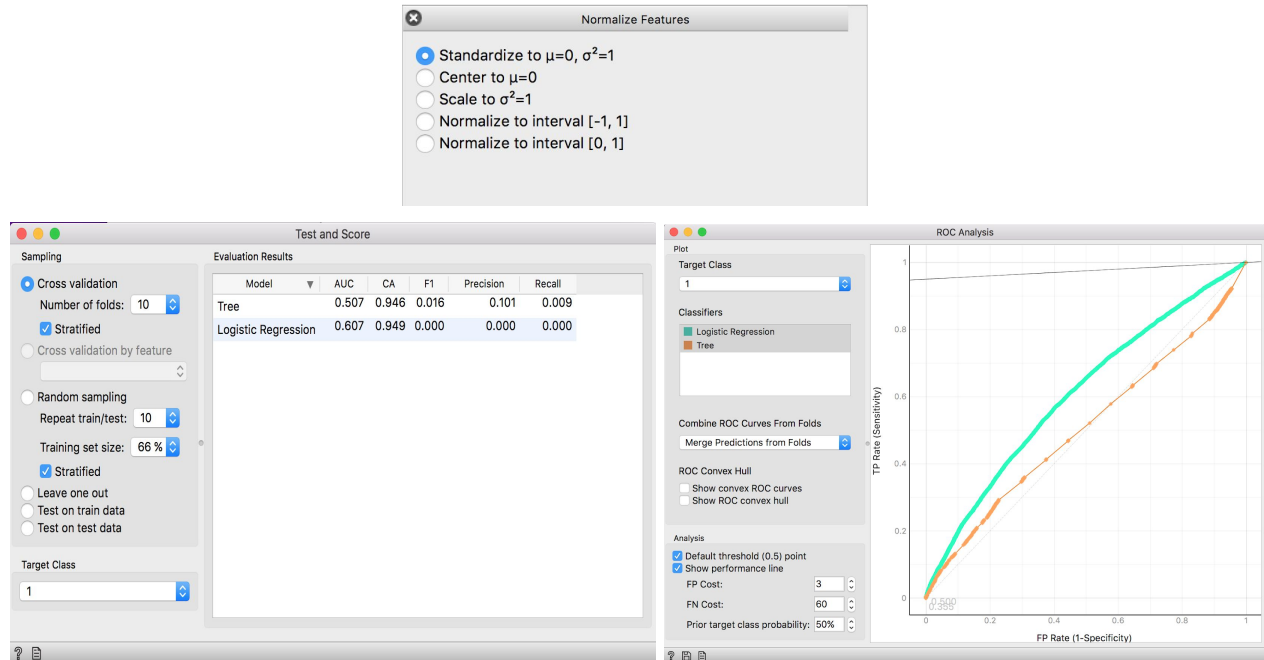 Normalize Features
Standardize to μ=0, σ²=1
Center to μ=0
Scale to σ²=1
Normalize to interval [-1, 1]
Normalize to interval [0, 1]
Test and Score
Sampling
Cross validation
Number of folds: 10
Stratified
Cross validation by feature
Random sampling
Repeat train/test: 10
Training set size: 66 %
Stratified
Leave one out
Test on train data
Test on test data
Target Class
1
Evaluation Results
Model AUC CA F1 Precision Recall
Tree 0.507 0.946 0.016 0.101 0.009
Logistic Regression 0.607 0.949 0.000 0.000 0.000
?
ROC Analysis
Plot
Target Class
1
Classifiers
Logistic Regression
Tree
Combine ROC Curves From Folds
Merge Predictions from Folds
ROC Convex Hull
Show convex ROC curves
Show ROC convex hull
Analysis
Default threshold (0.5) point
Show performance line
FP Cost: 3
FN Cost: 60
Prior target class probability: 50%
?
TP Rate (Sensitivity)
1
0.8
0.6
0.4
0.2
0
0.500
0.355
0 0.2 0.4 0.6 0.8 1
FP Rate (1-Specificity)